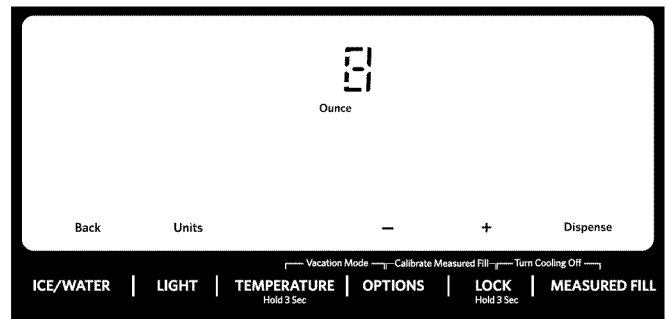 8
Ounce
Back Units – + Dispense
Vacation Mode Calibrate Measured Fill Turn Cooling Off
ICE/WATER | LIGHT | TEMPERATURE | OPTIONS | LOCK | MEASURED FILL
Hold 3 Sec Hold 3 Sec